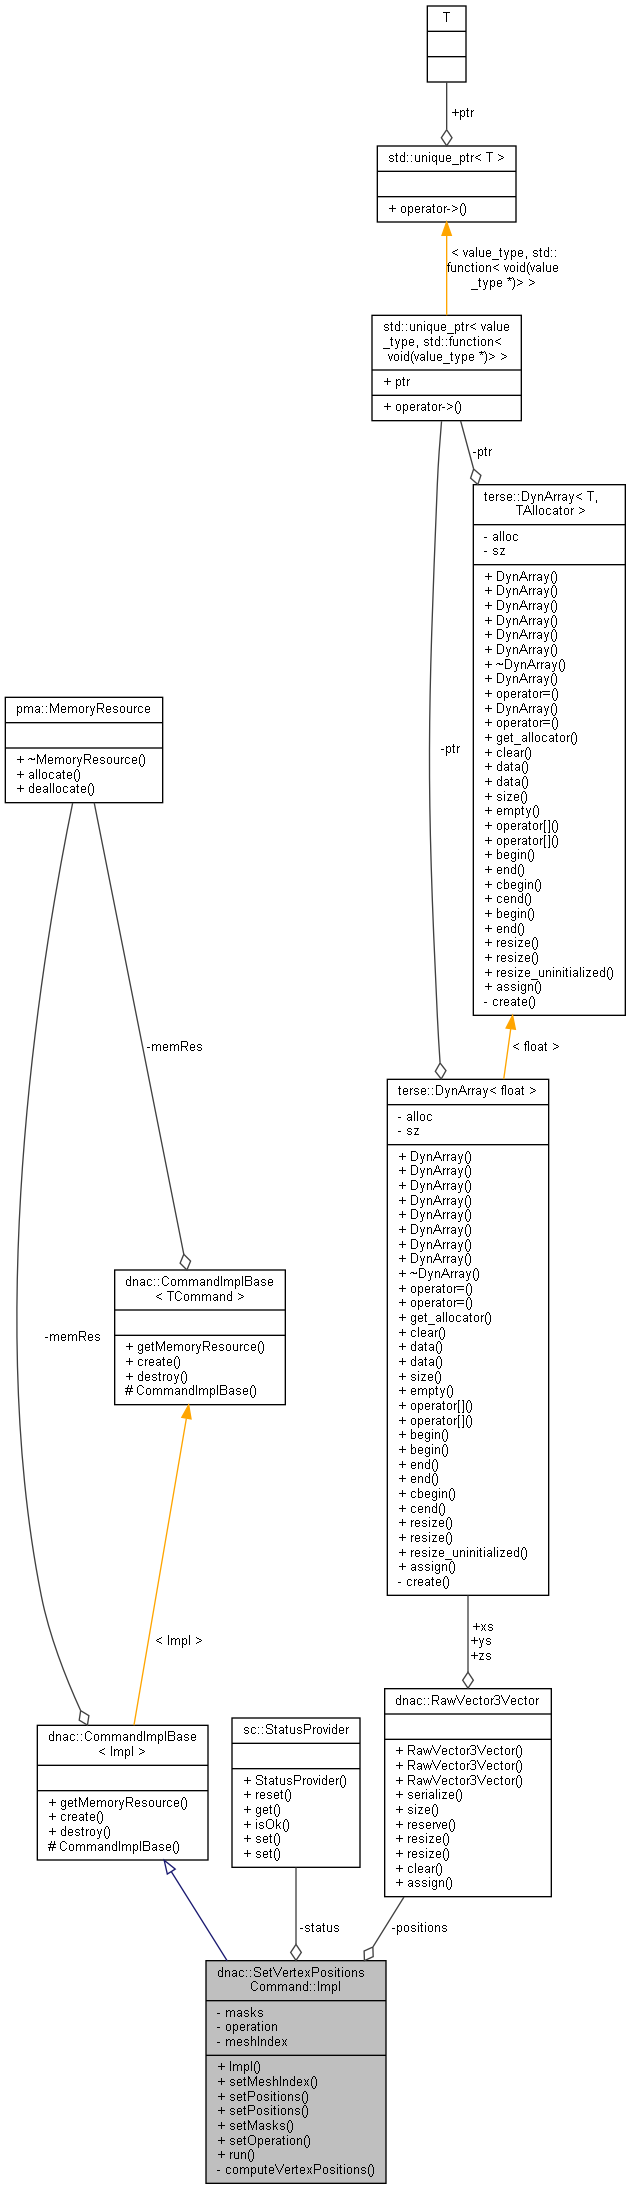 T
+ptr
std::unique_ptr< T >
+ operator->()
< value_type, std::
function< void(value
_type *)> >
std::unique_ptr< value
_type, std::function<
void(value_type *)> >
+ ptr
+ operator->()
-ptr
terse::DynArray< T,
TAllocator >
- alloc
- sz
+ DynArray()
+ DynArray()
+ DynArray()
+ DynArray()
+ DynArray()
+ DynArray()
+ ~DynArray()
+ DynArray()
+ operator=()
+ DynArray()
+ operator=()
+ get_allocator()
+ clear()
+ data()
+ data()
+ size()
+ empty()
+ operator[]()
+ operator[]()
+ begin()
+ end()
+ cbegin()
+ cend()
+ begin()
+ end()
+ resize()
+ resize()
+ resize_uninitialized()
+ assign()
- create()
-ptr
pma::MemoryResource
+ ~MemoryResource()
+ allocate()
+ deallocate()
-memRes
< float >
terse::DynArray< float >
- alloc
- sz
+ DynArray()
+ DynArray()
+ DynArray()
+ DynArray()
+ DynArray()
+ DynArray()
+ DynArray()
+ DynArray()
+ ~DynArray()
+ operator=()
+ operator=()
+ get_allocator()
+ clear()
+ data()
+ data()
+ size()
+ empty()
+ operator[]()
+ operator[]()
+ begin()
+ begin()
+ end()
+ end()
+ cbegin()
+ cend()
+ resize()
+ resize()
+ resize_uninitialized()
+ assign()
- create()
dnac::CommandImplBase
< TCommand >
+ getMemoryResource()
+ create()
+ destroy()
# CommandImplBase()
-memRes
< Impl >
+xs
+ys
+zs
dnac::RawVector3Vector
+ RawVector3Vector()
+ RawVector3Vector()
+ RawVector3Vector()
+ serialize()
+ size()
+ reserve()
+ resize()
+ resize()
+ clear()
+ assign()
dnac::CommandImplBase
< Impl >
+ getMemoryResource()
+ create()
+ destroy()
# CommandImplBase()
sc::StatusProvider
+ StatusProvider()
+ reset()
+ get()
+ isOk()
+ set()
+ set()
-status
-positions
dnac::SetVertexPositions
Command::Impl
- masks
- operation
- meshIndex
+ Impl()
+ setMeshIndex()
+ setPositions()
+ setPositions()
+ setMasks()
+ setOperation()
+ run()
- computeVertexPositions()